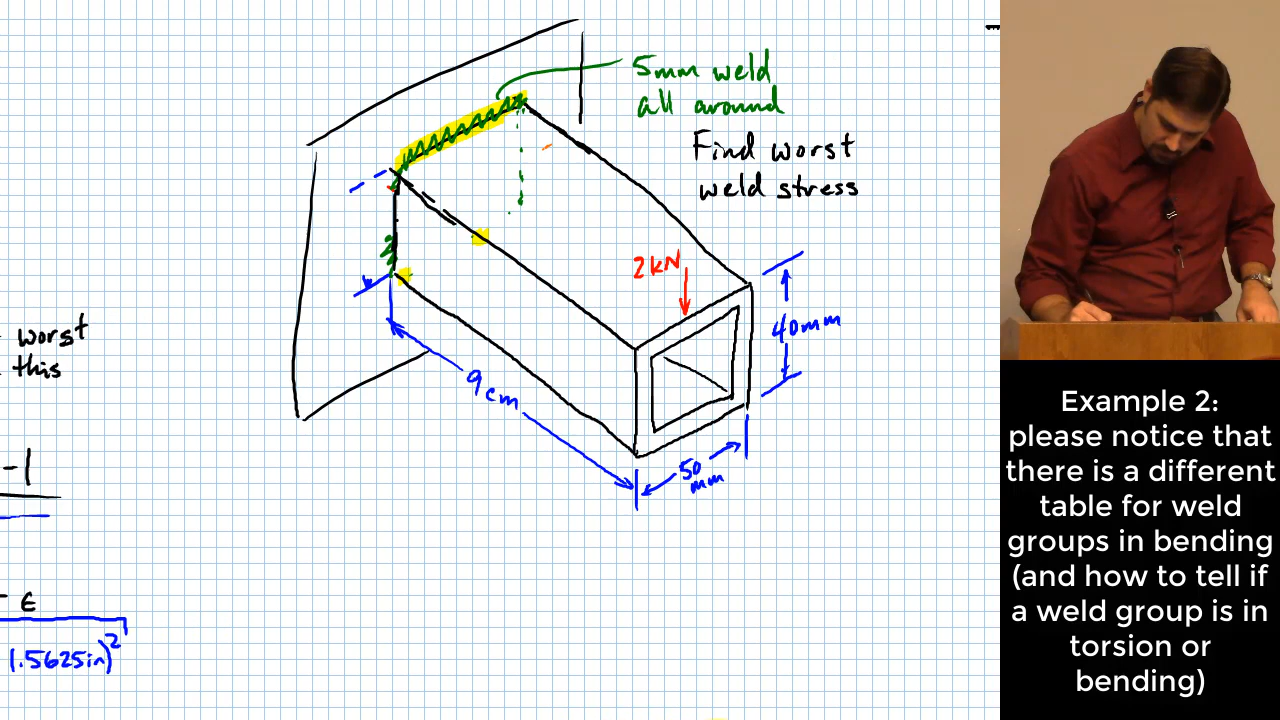 5mm weld
all around
Find worst
weld stress
2kN
40mm
9cm
50
mm
worst
this
-1
- ϵ
1.5625in)²
Example 2:
please notice that
there is a different
table for weld
groups in bending
(and how to tell if
a weld group is in
torsion or
bending)